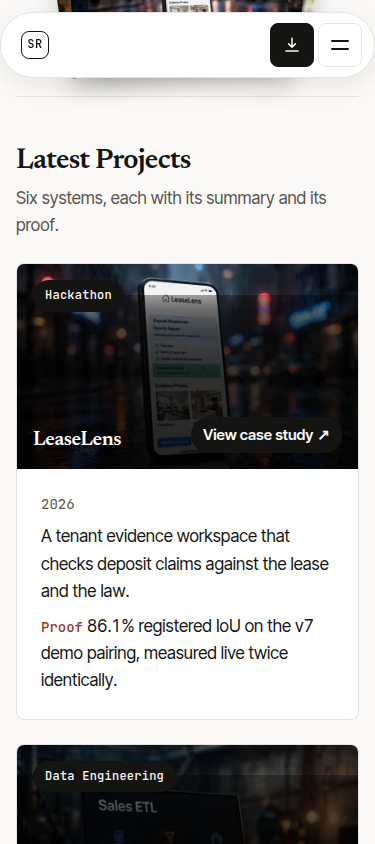 SR
Latest Projects
Six systems, each with its summary and its
proof.
Hackathon
LeaseLens
LeaseLens
View case study ↗
2026
A tenant evidence workspace that
checks deposit claims against the lease
and the law.
Proof 86.1% registered IoU on the v7
demo pairing, measured live twice
identically.
Data Engineering
Sales ETL